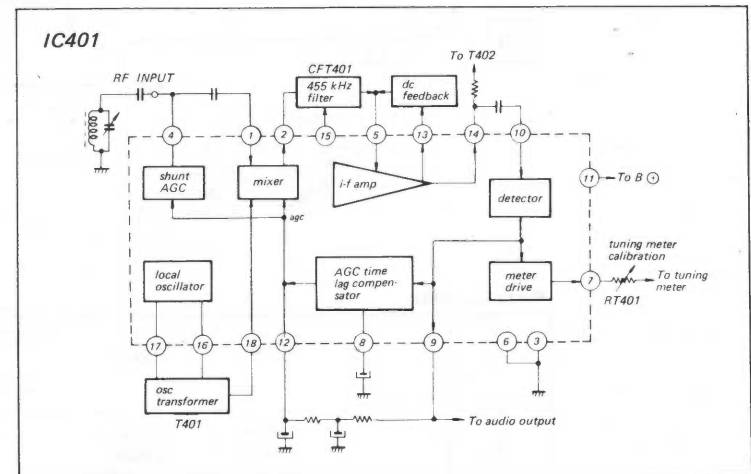 IC401
To T402
CFT401
RF INPUT
455 kHz
filter
dc
feedback
4
1
2
15
5
13
14
10
shunt
AGC
mixer
i-f amp
detector
11
To B ⊕
agc
tuning meter
calibration
local
oscillator
AGC time
lag compen-
sator
meter
drive
7
To tuning
meter
RT401
17
16
18
12
8
9
6
3
osc
transformer
T401
To audio output